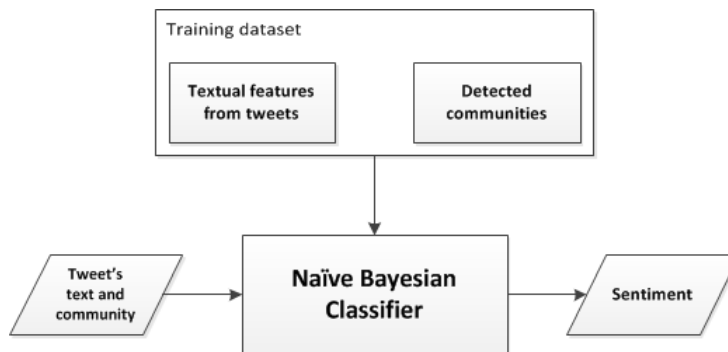 Training dataset
Textual features
from tweets
Detected
communities
Tweet's
text and
community
Naïve Bayesian
Classifier
Sentiment